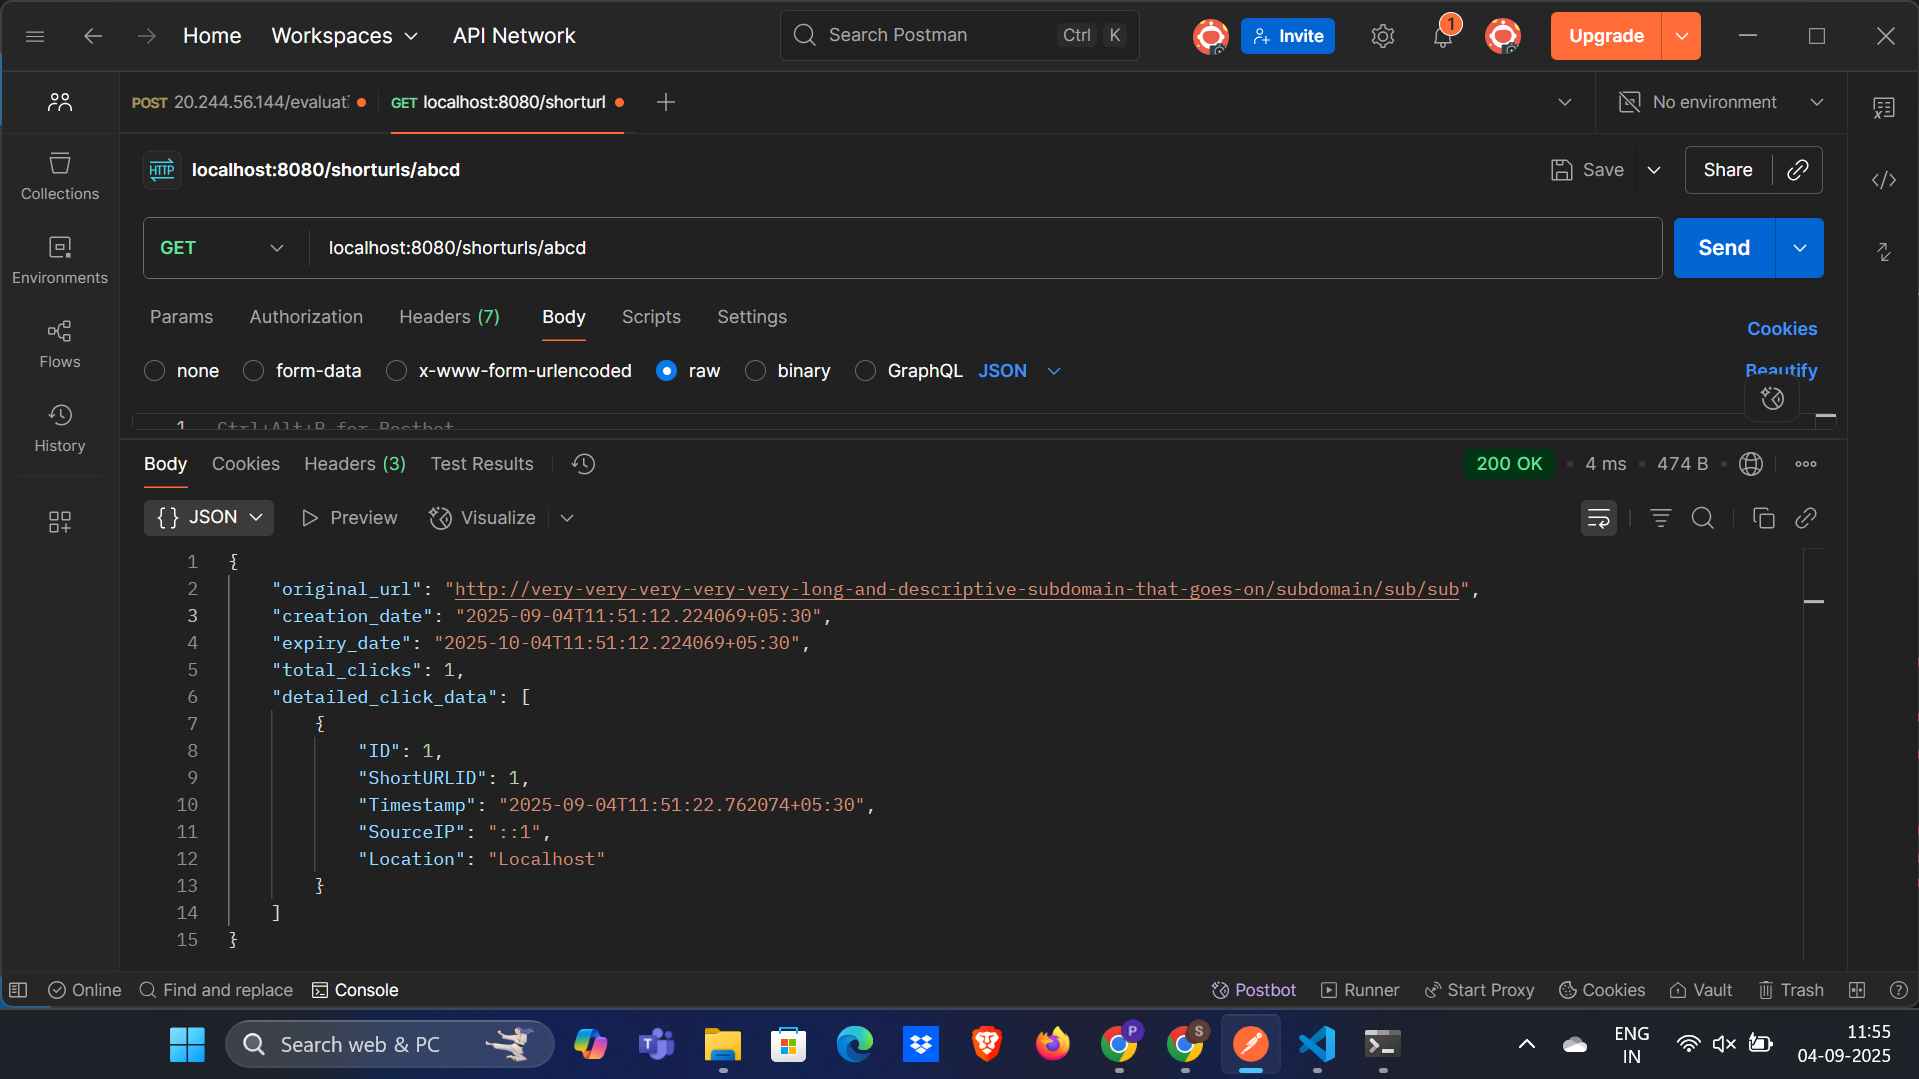 Home Workspaces API Network Search Postman Ctrl K Invite 1 Upgrade
POST 20.244.56.144/evaluati GET localhost:8080/shorturl No environment
HTTP localhost:8080/shorturls/abcd Save Share
Collections
GET localhost:8080/shorturls/abcd Send
Environments
Params Authorization Headers (7) Body Scripts Settings Cookies
Flows
none form-data x-www-form-urlencoded raw binary GraphQL JSON Beautify
1 Ctrl+Alt+P for Postbot
History
Body Cookies Headers (3) Test Results 200 OK • 4 ms • 474 B •
{} JSON Preview Visualize
1 {
2 "original_url": "http://very-very-very-very-very-long-and-descriptive-subdomain-that-goes-on/subdomain/sub/sub",
3 "creation_date": "2025-09-04T11:51:12.224069+05:30",
4 "expiry_date": "2025-10-04T11:51:12.224069+05:30",
5 "total_clicks": 1,
6 "detailed_click_data": [
7 {
8 "ID": 1,
9 "ShortURLID": 1,
10 "Timestamp": "2025-09-04T11:51:22.762074+05:30",
11 "SourceIP": "::1",
12 "Location": "Localhost"
13 }
14 ]
15 }
Online Find and replace Console Postbot Runner Start Proxy Cookies Vault Trash
Search web & PC P S ENG 11:55
IN 04-09-2025